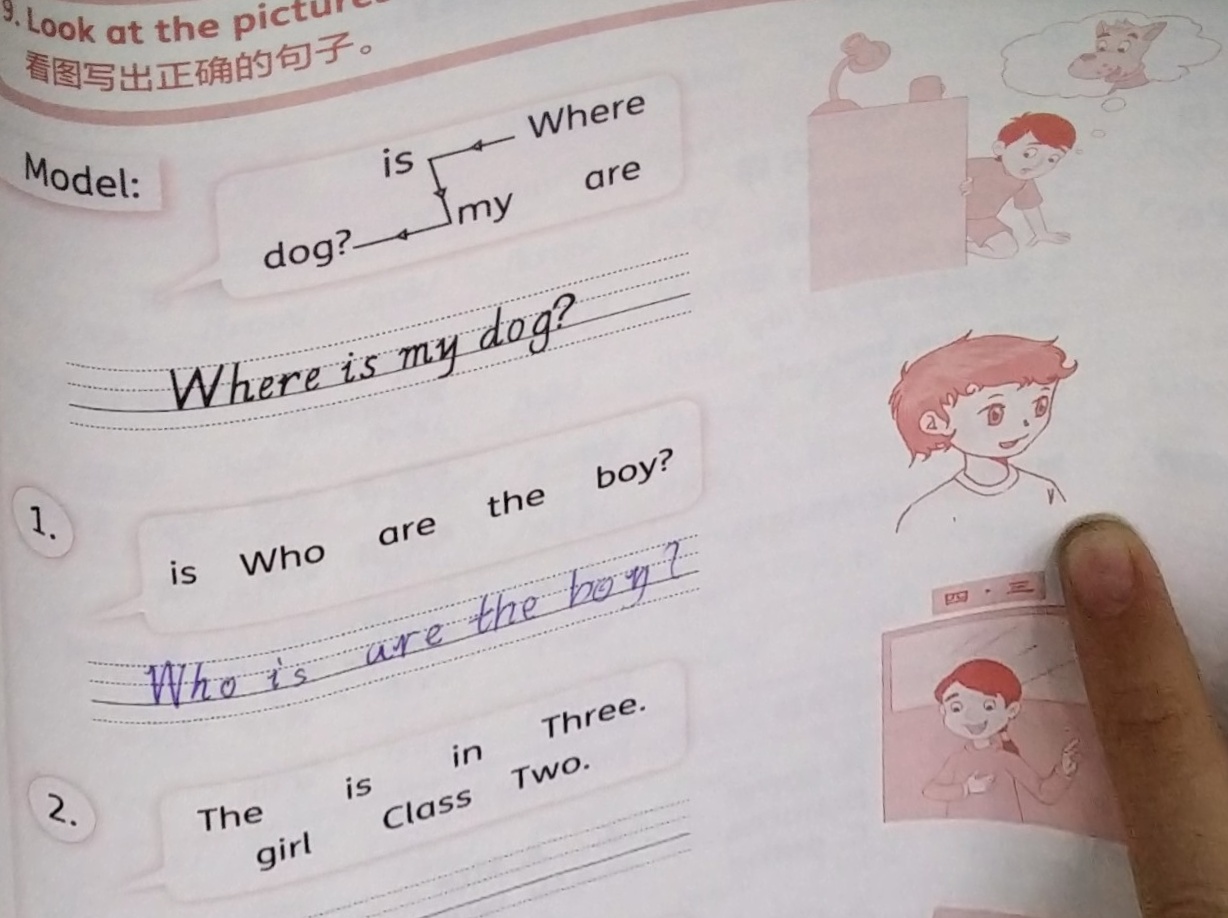 9. Look at the picture
看图写出正确的句子。
Model:
is Where
dog? my are
Where is my dog?
1.
is Who are the boy?
Who is are the boy?
四·三
2.
The is in Three.
girl Class Two.